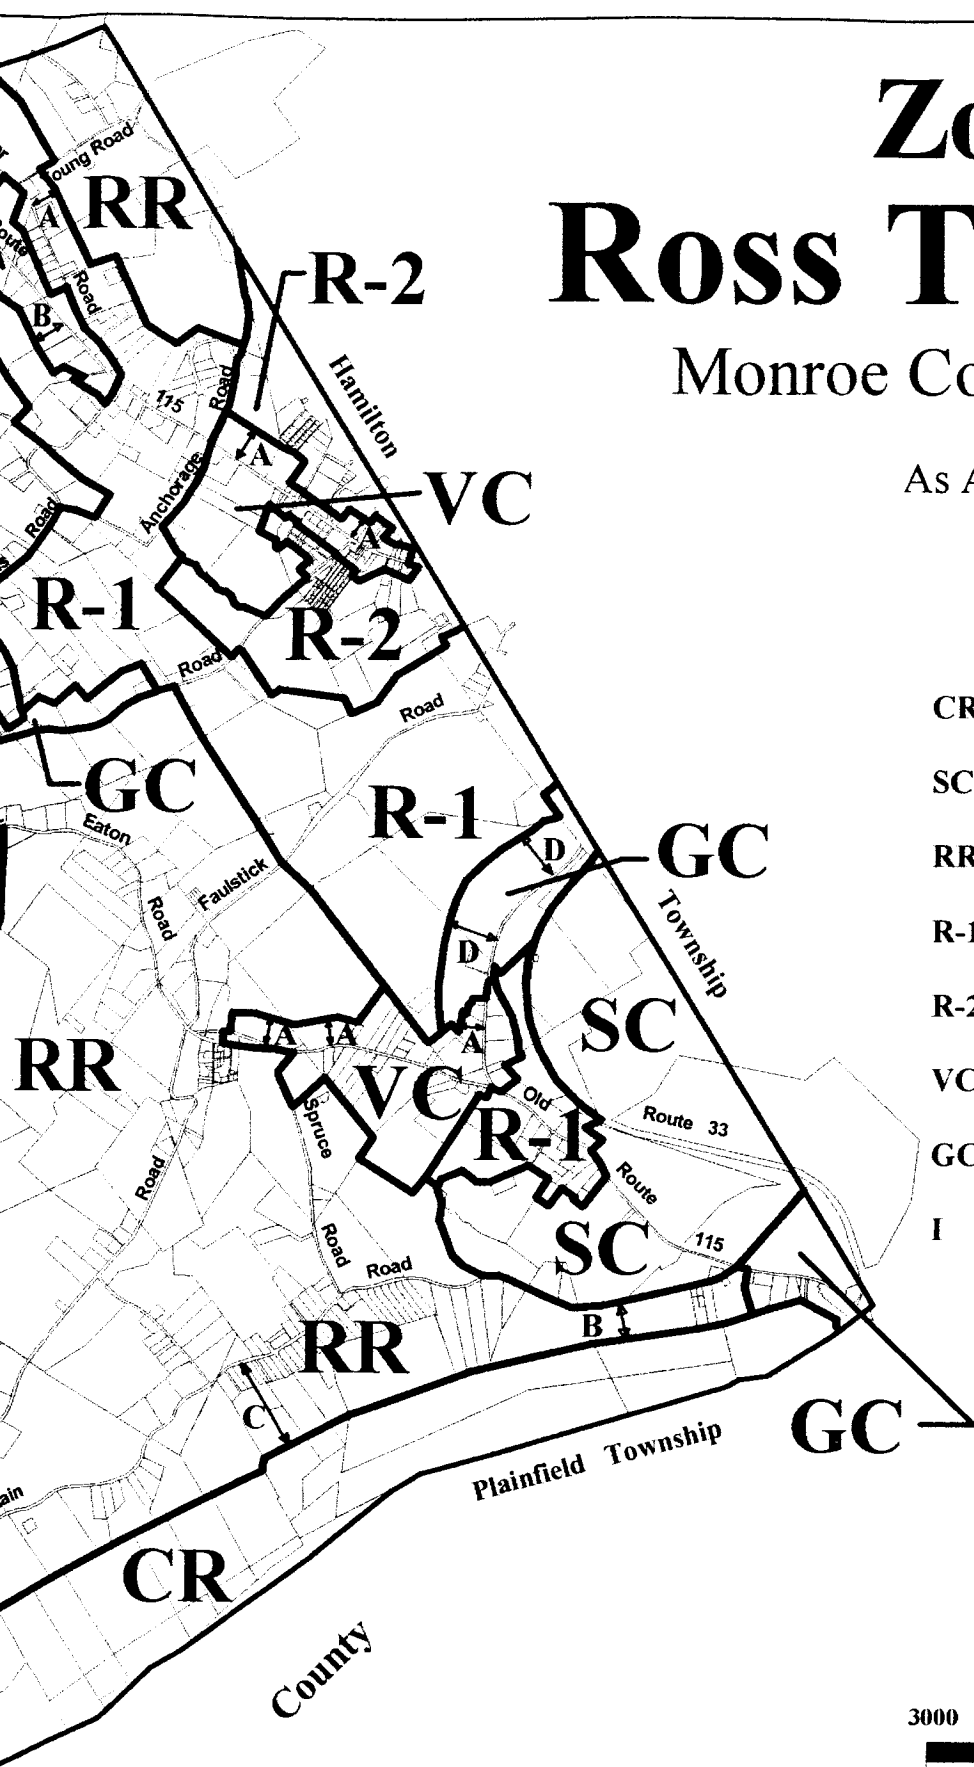 Zo
Ross T
Monroe Co
As A
oung Road
RR
A
Road
B
R-2
Hamilton
115
Road
A
Anchorage
VC
A
Road
R-1
R-2
Road
Road
GC
Eaton
R-1
GC
D
Faulstick
Road
D
Township
SC
RR
A
A
A
VC
Spruce
Old
R-1
Route 33
Road
Route
SC
115
Road
Road
RR
B
C
GC
Plainfield Township
ain
CR
County
CR
SC
RR
R-1
R-2
VC
GC
I
3000